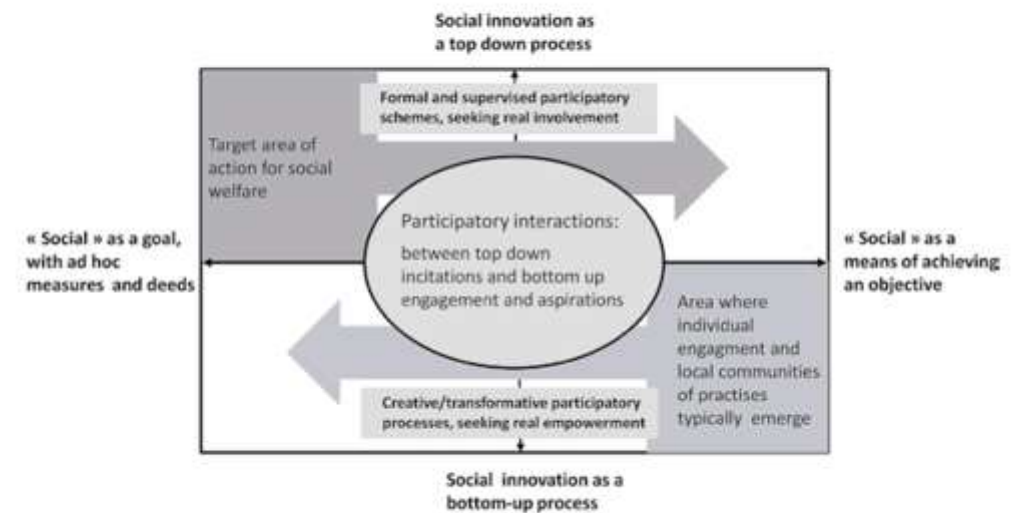 Social innovation as
a top down process
Formal and supervised participatory
schemes, seeking real involvement
Target area of
action for social
welfare
Participatory interactions:
between top down
incitations and bottom up
engagement and aspirations
« Social » as a goal,
with ad hoc
measures and deeds
« Social » as a
means of achieving
an objective
Area where
individual
engagment and
local communities
of practises
typically emerge
Creative/transformative participatory
processes, seeking real empowerment
Social innovation as a
bottom-up process